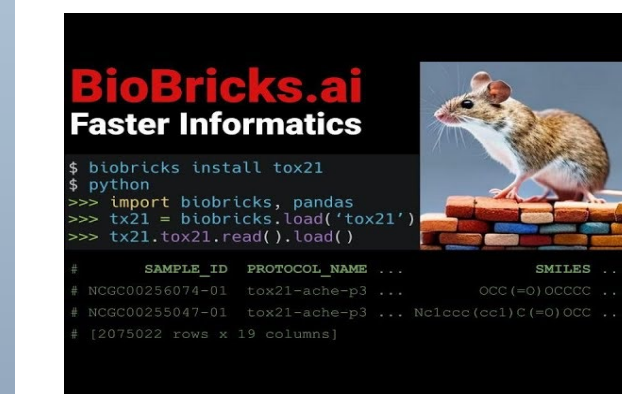 BioBricks.ai
Faster Informatics
$ biobricks install tox21
$ python
>>> import biobricks, pandas
>>> tx21 = biobricks.load(‘tox21’)
>>> tx21.tox21.read().load()
# SAMPLE_ID PROTOCOL_NAME ... SMILES ..
# NCGC00256074-01 tox21-ache-p3 ... OCC(=O)OCCCC ..
# NCGC00255047-01 tox21-ache-p3 ... Nc1ccc(cc1)C(=O)OCC ..
# [2075022 rows x 19 columns]